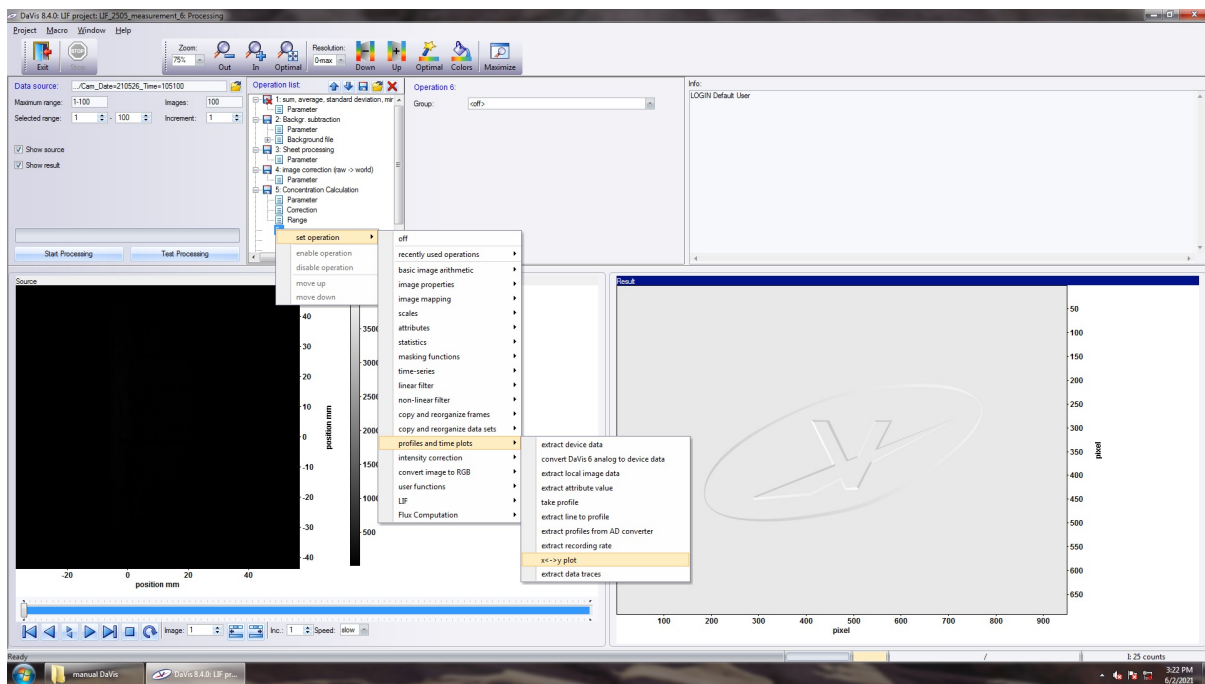 DaVis 8.4.0: LIF project: LIF_2505_measurement_6: Processing
Project Macro Window Help
Exit
Stop
Zoom:
75%
Out
In
Optimal
Resolution:
0-max
Down
Up
Optimal
Colors
Maximize
Data source: .../Cam_Date=210526_Time=105100
Maximum range: 1-100 Images: 100
Selected range: 1 - 100 Increment: 1
Show source
Show result
Start Processing
Test Processing
Operation list:
1: sum, average, standard deviation, mir
Parameter
2: Backgr. subtraction
Parameter
Background file
3: Sheet processing
Parameter
4: image correction (raw -> world)
Parameter
5: Concentration Calculation
Parameter
Correction
Range
Operation 6:
Group: <off>
Info:
LOGIN Default User
set operation
enable operation
disable operation
move up
move down
off
recently used operations
basic image arithmetic
image properties
image mapping
scales
attributes
statistics
masking functions
time-series
linear filter
non-linear filter
copy and reorganize frames
copy and reorganize data sets
profiles and time plots
intensity correction
convert image to RGB
user functions
LIF
Flux Computation
extract device data
convert DaVis 6 analog to device data
extract local image data
extract attribute value
take profile
extract line to profile
extract profiles from AD converter
extract recording rate
x<->y plot
extract data traces
Source
40
30
20
10
0
-10
-20
-30
-40
position mm
-20 0 20 40
position mm
3500
3000
2500
2000
1500
1000
500
Result
50
100
150
200
250
300
350
400
450
500
550
600
650
pixel
100 200 300 400 500 600 700 800 900
pixel
Image: 1 Inc.: 1 Speed: slow
Ready
/
I: 25 counts
manual DaVis
DaVis 8.4.0: LIF pr...
3:22 PM
6/2/2021